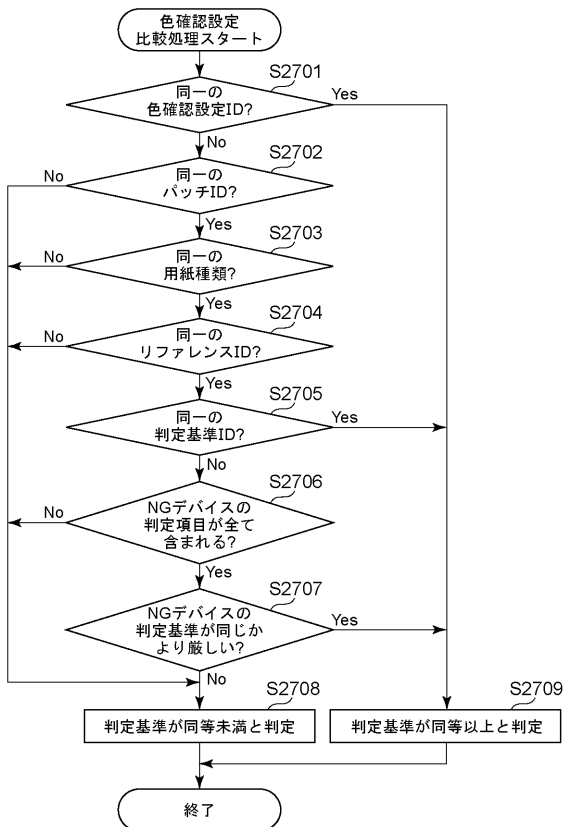 色確認設定
比較処理スタート
S2701
同一の
色確認設定ID?
Yes
No
S2702
同一の
パッチID?
No
Yes
S2703
同一の
用紙種類?
No
Yes
S2704
同一の
リファレンスID?
No
Yes
S2705
同一の
判定基準ID?
Yes
No
S2706
NGデバイスの
判定項目が全て
含まれる?
No
Yes
S2707
NGデバイスの
判定基準が同じか
より厳しい?
Yes
No
S2708
判定基準が同等未満と判定
S2709
判定基準が同等以上と判定
終了